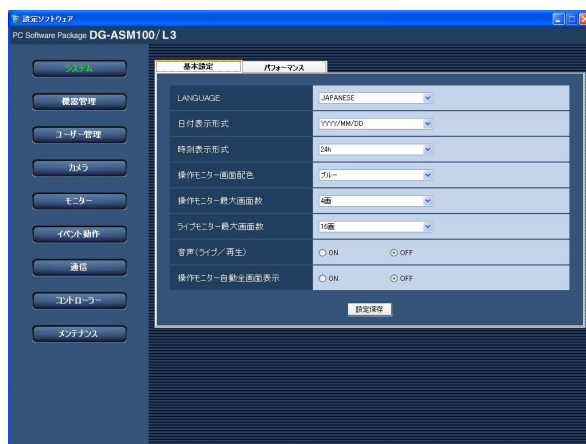 設定ソフトウェア
PC Software Package DG-ASM100/L3
システム
機器管理
ユーザー管理
カメラ
モニター
イベント動作
通信
コントローラー
メンテナンス
基本設定 パフォーマンス
LANGUAGE JAPANESE
日付表示形式 YYYY/MM/DD
時刻表示形式 24h
操作モニター画面配色 ブルー
操作モニター最大画面数 4画
ライブモニター最大画面数 16画
音声(ライブ/再生) ON OFF
操作モニター自動全画面表示 ON OFF
設定保存